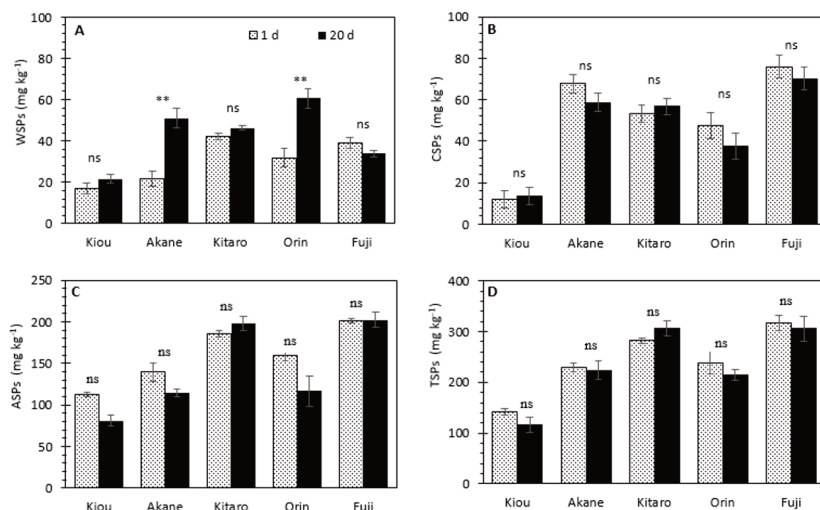 A
1 d 20 d
WSPs (mg kg⁻¹)
100
80
60
40
20
0
ns ** ns ** ns
Kiou Akane Kitaro Orin Fuji
B
CSPs (mg kg⁻¹)
100
80
60
40
20
0
ns ns ns ns ns
Kiou Akane Kitaro Orin Fuji
C
ASPs (mg kg⁻¹)
250
200
150
100
50
0
ns ns ns ns ns
Kiou Akane Kitaro Orin Fuji
D
TSPs (mg kg⁻¹)
400
300
200
100
0
ns ns ns ns ns
Kiou Akane Kitaro Orin Fuji